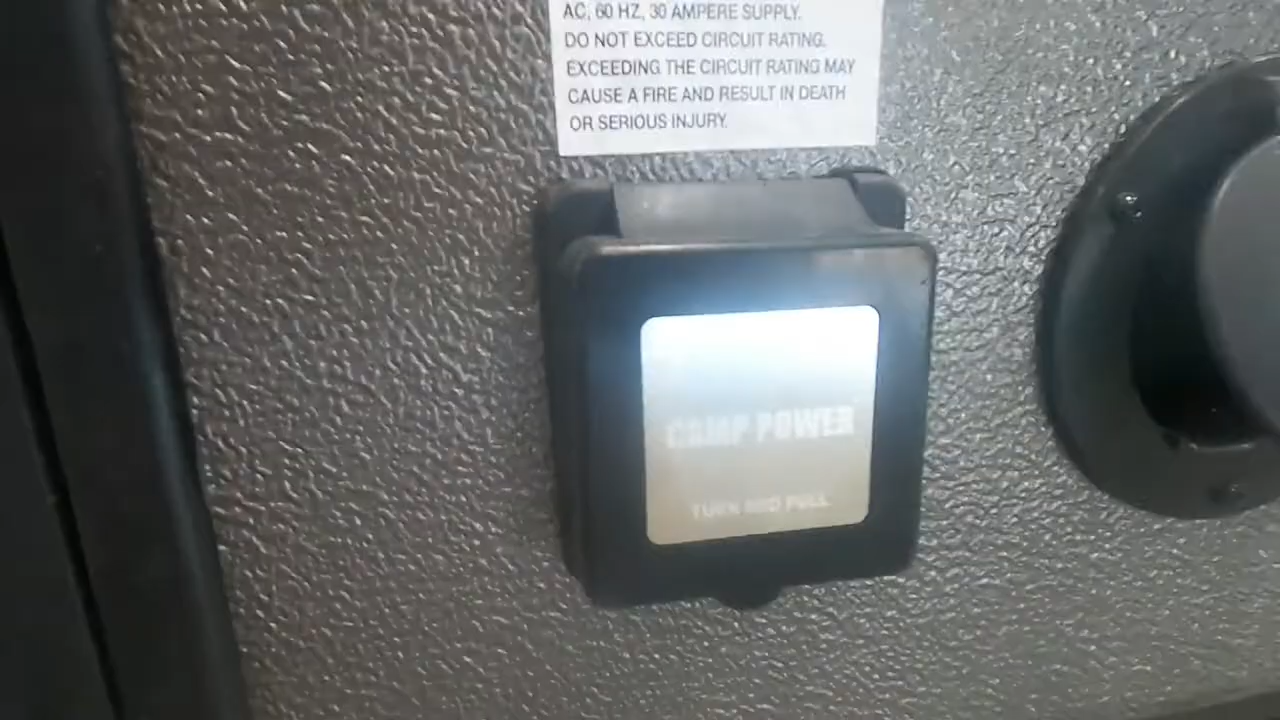 AC, 60 HZ, 30 AMPERE SUPPLY.
DO NOT EXCEED CIRCUIT RATING.
EXCEEDING THE CIRCUIT RATING MAY
CAUSE A FIRE AND RESULT IN DEATH
OR SERIOUS INJURY.
CAMP POWER
TURN AND PULL